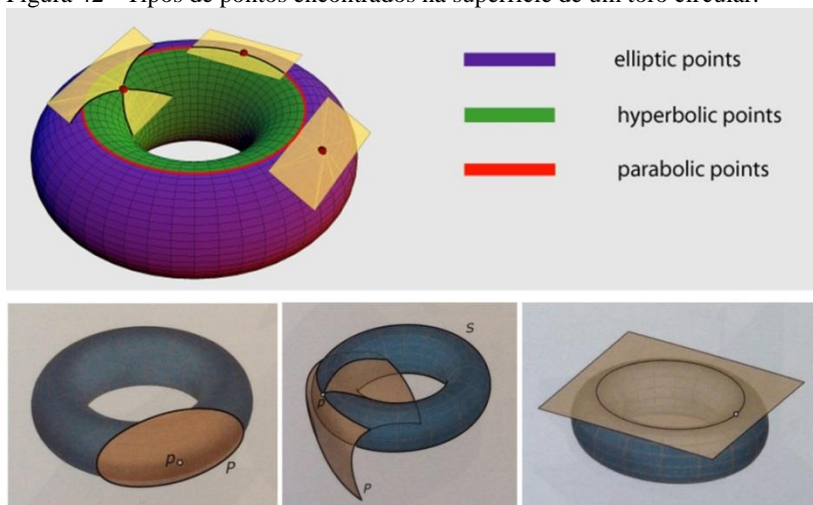 Figura 42 – Tipos de pontos encontrados na superfície de um toro circular.
elliptic points
hyperbolic points
parabolic points
p
P
p
S
P